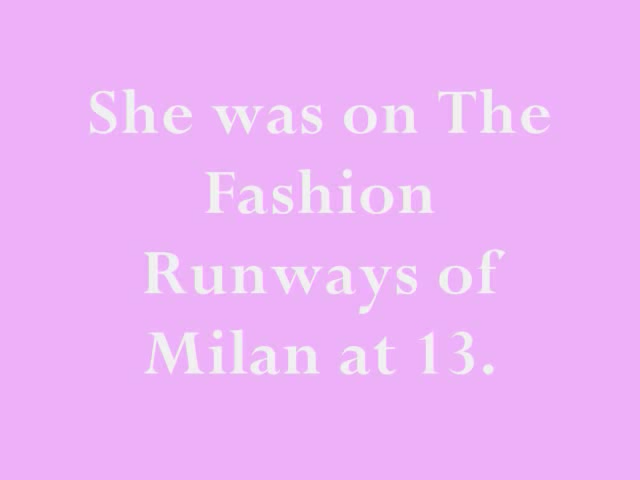 She was on The
Fashion
Runways of
Milan at 13.